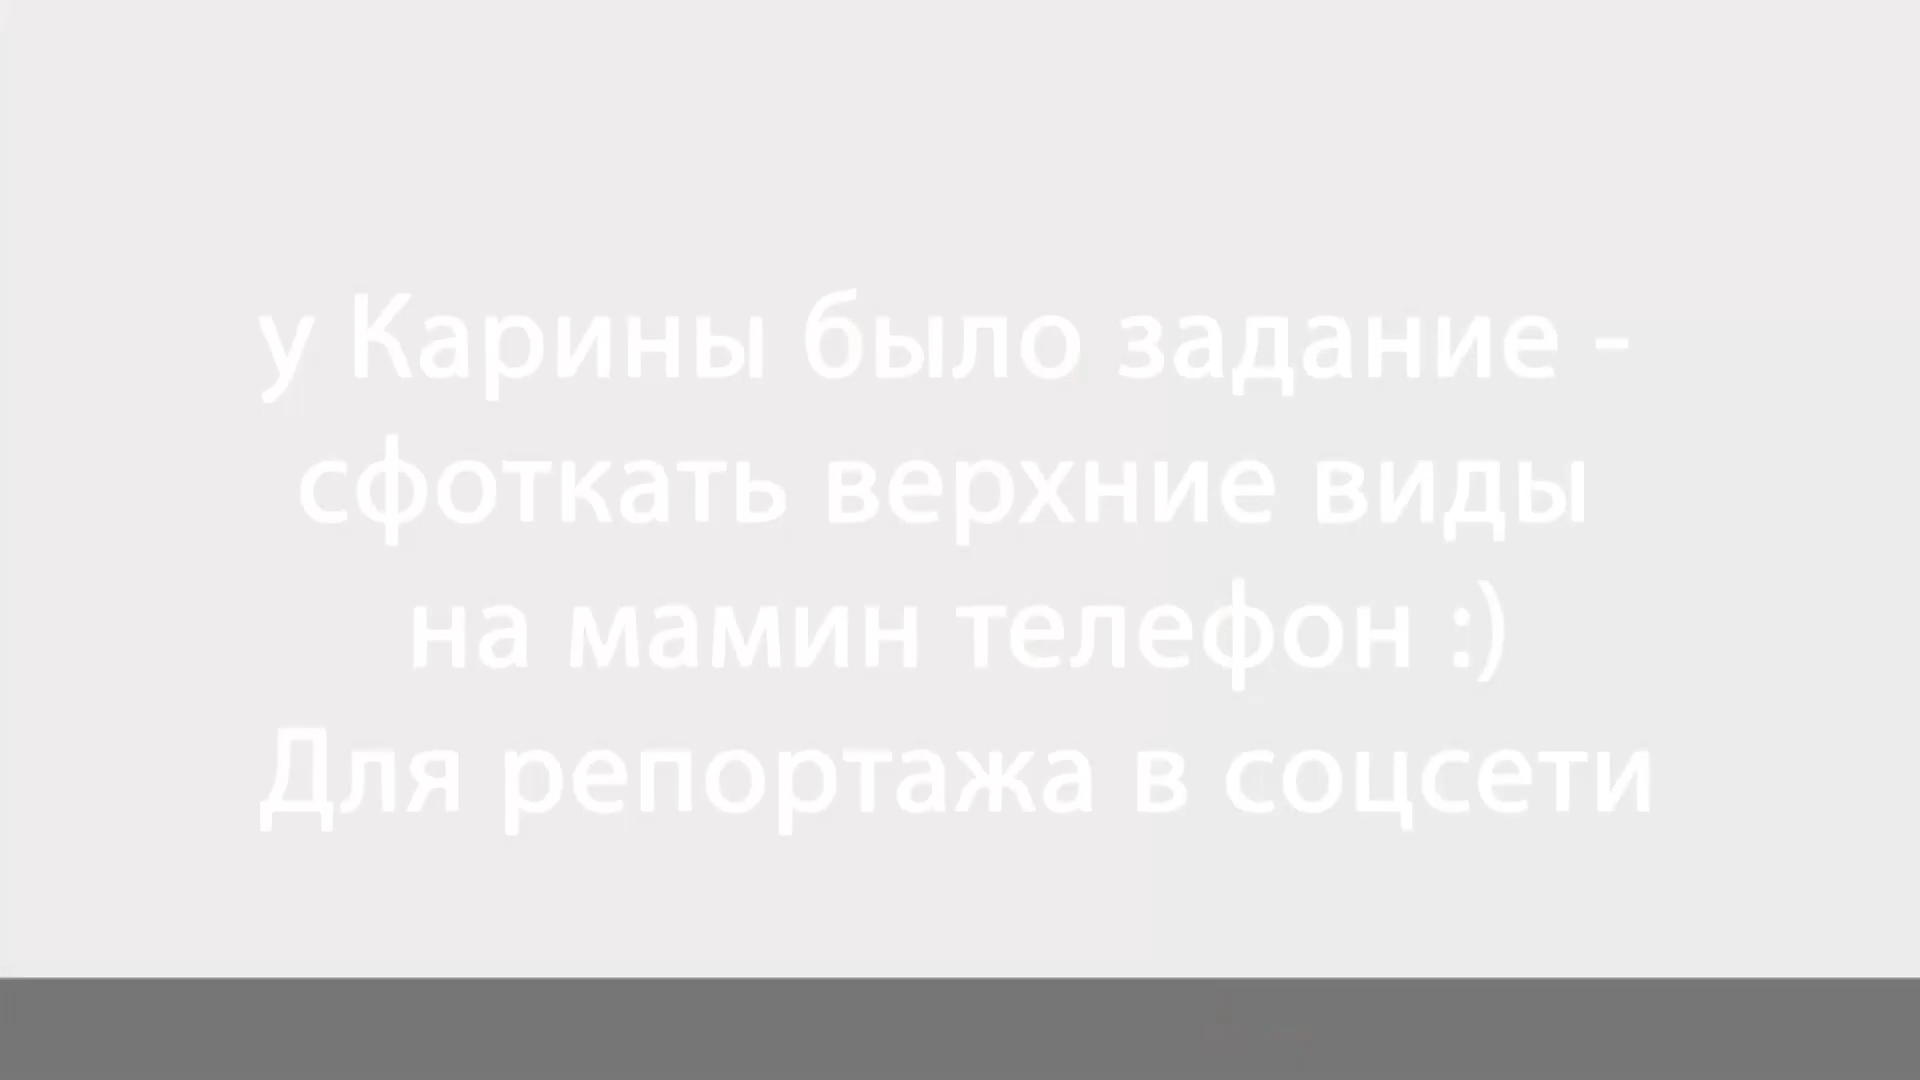 у Карины было задание -
сфоткать верхние виды
на мамин телефон :)
Для репортажа в соцсети